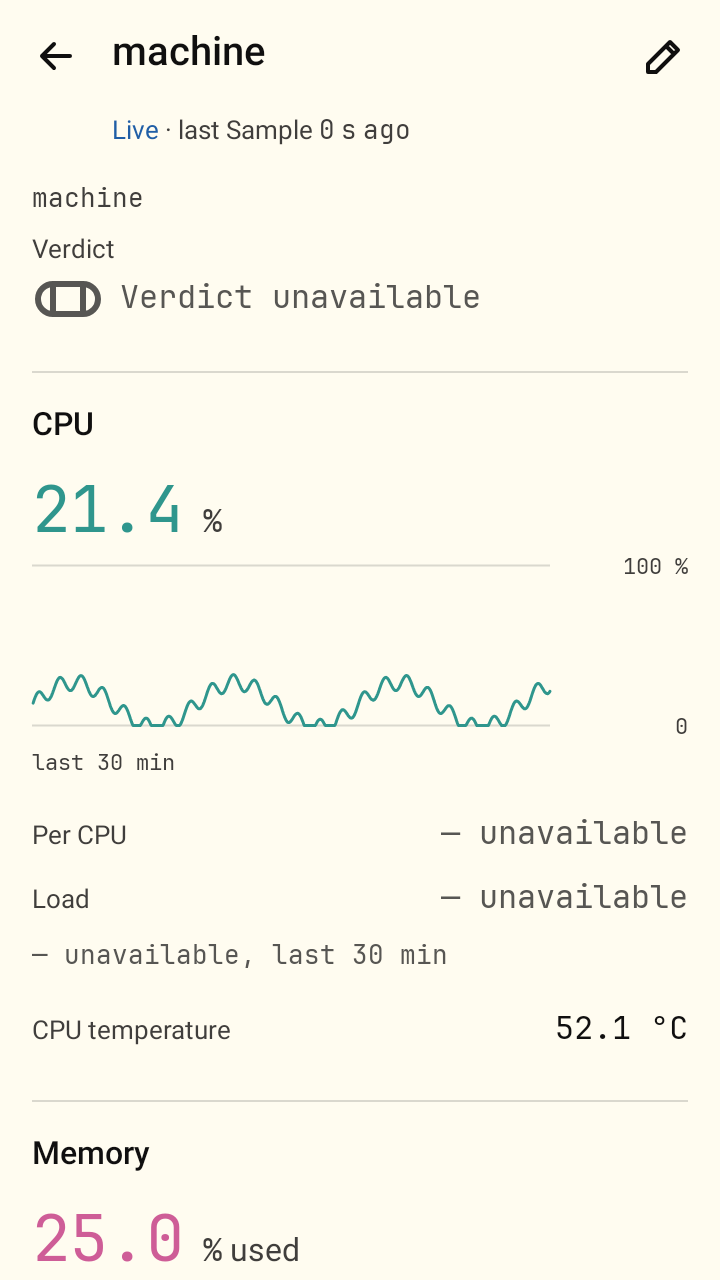 machine
Live · last Sample 0 s ago
machine
Verdict
Verdict unavailable
CPU
21.4 %
100 %
0
last 30 min
Per CPU — unavailable
Load — unavailable
— unavailable, last 30 min
CPU temperature 52.1 °C
Memory
25.0 % used